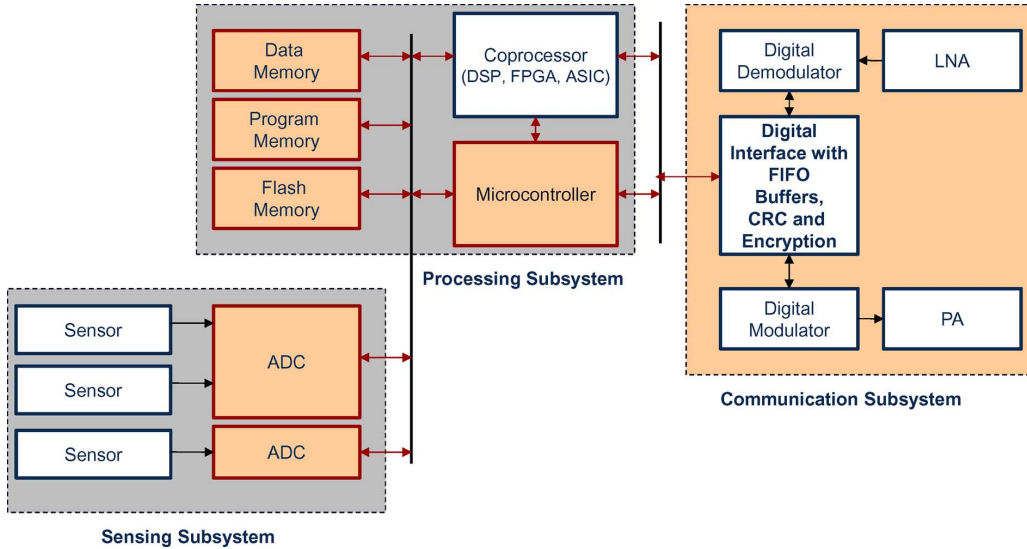 Data
Memory
Program
Memory
Flash
Memory
Coprocessor
(DSP, FPGA, ASIC)
Microcontroller
Processing Subsystem
Digital
Demodulator
LNA
Digital
Interface with
FIFO
Buffers,
CRC and
Encryption
Digital
Modulator
PA
Communication Subsystem
Sensor
Sensor
Sensor
ADC
ADC
Sensing Subsystem